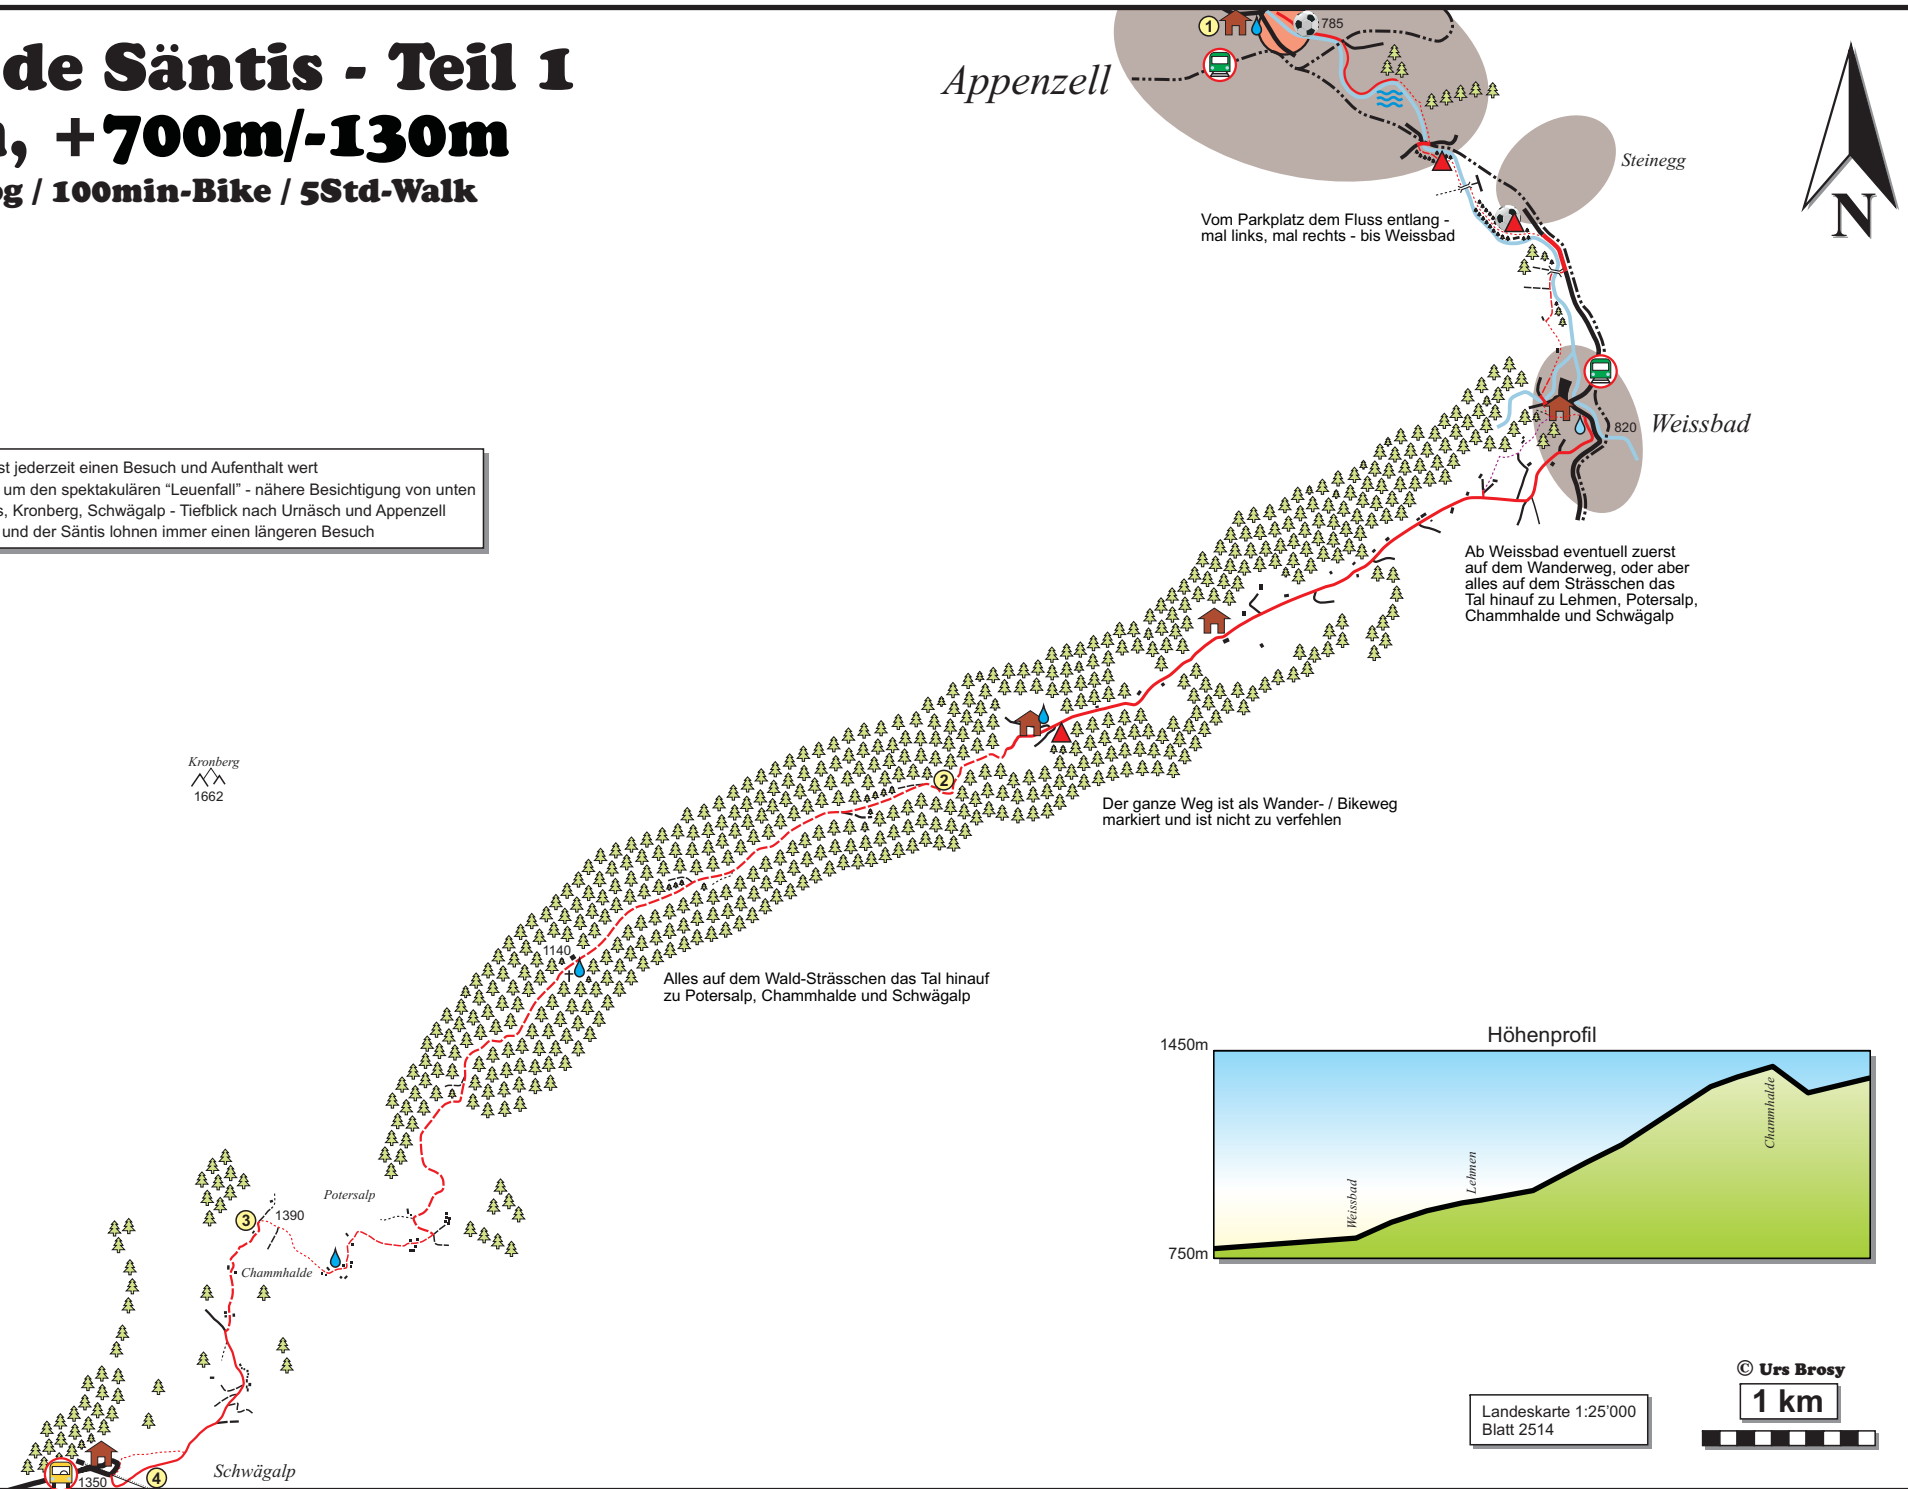 de Säntis - Teil 1
, +700m/-130m
g / 100min-Bike / 5Std-Walk
1
785
Appenzell
Steinegg
N
Vom Parkplatz dem Fluss entlang -
mal links, mal rechts - bis Weissbad
820
Weissbad
st jederzeit einen Besuch und Aufenthalt wert
um den spektakulären “Leuenfall” - nähere Besichtigung von unten
s, Kronberg, Schwägalp - Tiefblick nach Urnäsch und Appenzell
und der Säntis lohnen immer einen längeren Besuch
Ab Weissbad eventuell zuerst
auf dem Wanderweg, oder aber
alles auf dem Strässchen das
Tal hinauf zu Lehmen, Potersalp,
Chammhalde und Schwägalp
Kronberg
1662
2
Der ganze Weg ist als Wander- / Bikeweg
markiert und ist nicht zu verfehlen
1140
Alles auf dem Wald-Strässchen das Tal hinauf
zu Potersalp, Chammhalde und Schwägalp
Höhenprofil
1450m
Chammhalde
Lehmen
Weissbad
750m
Potersalp
3
1390
Chammhalde
© Urs Brosy
1 km
Landeskarte 1:25'000
Blatt 2514
Schwägalp
4
1350